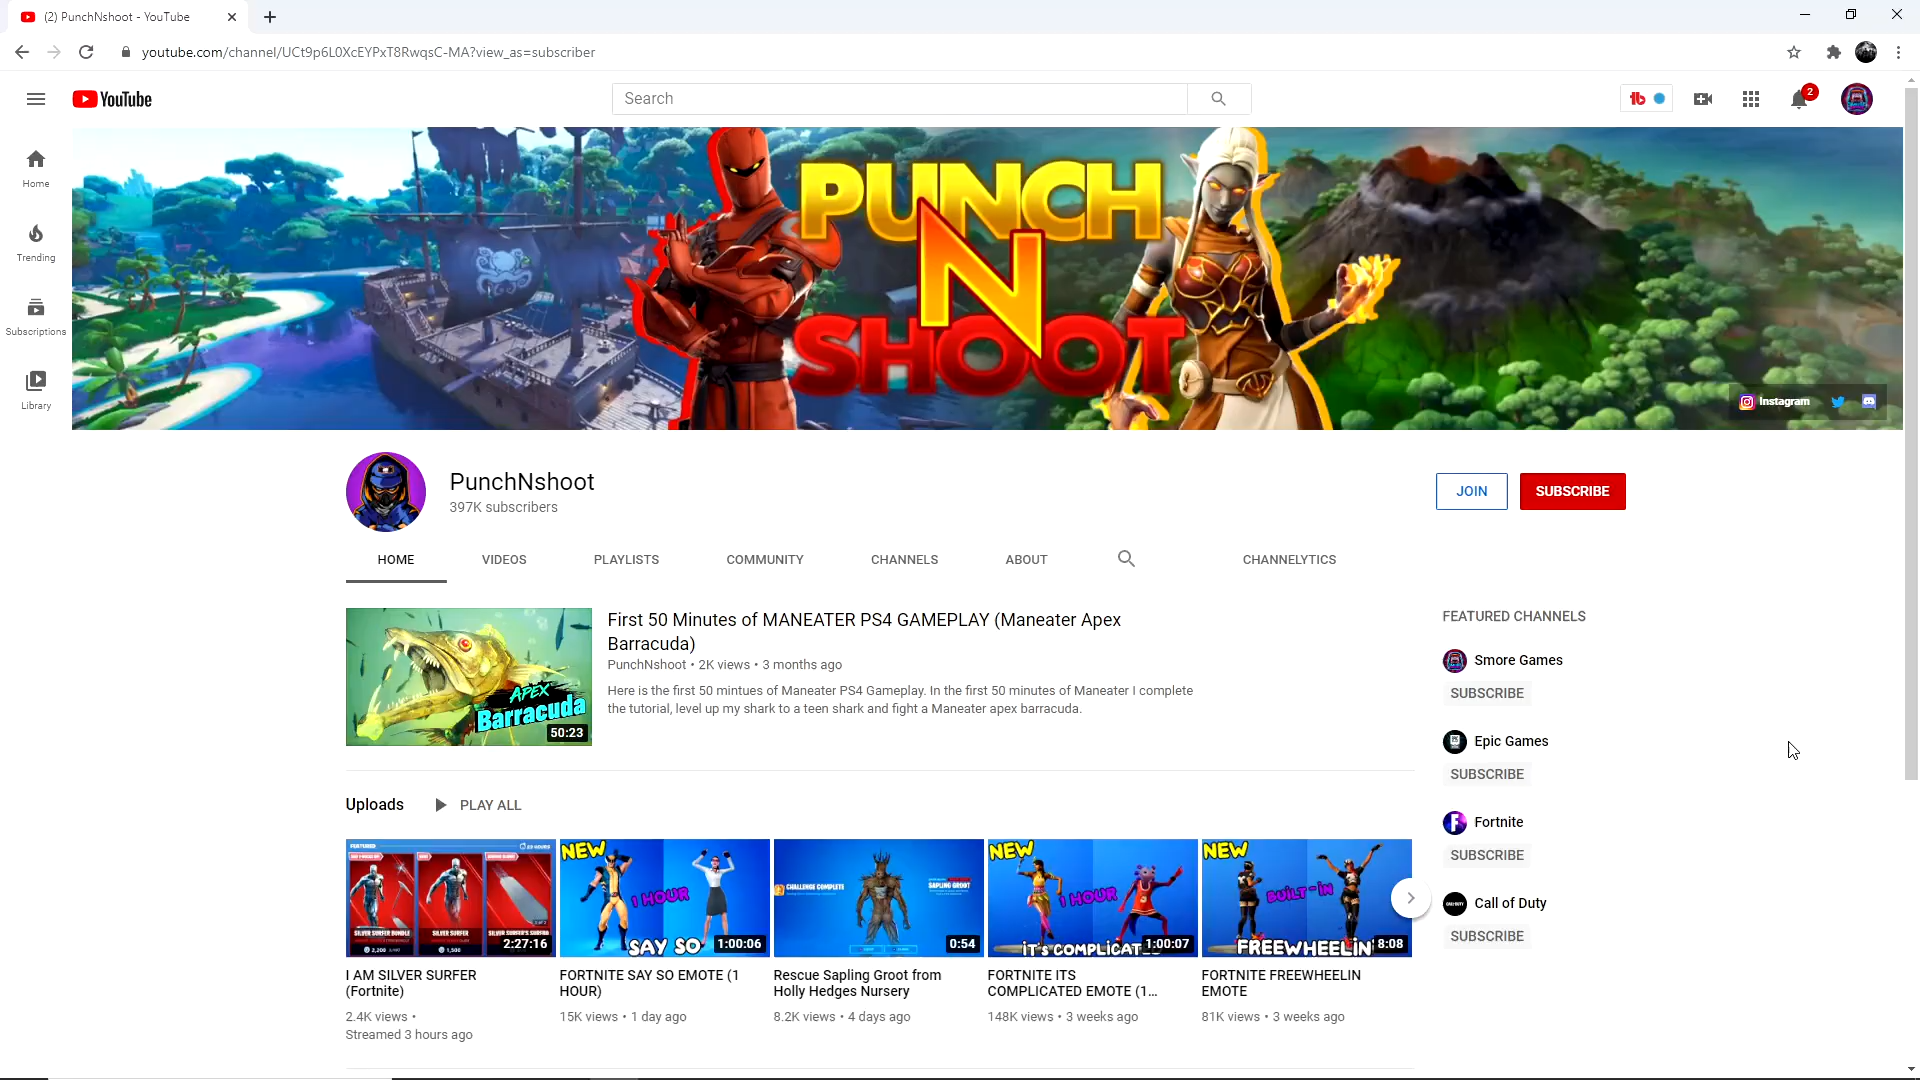 (2) PunchNshoot - YouTube
youtube.com/channel/UCt9p6L0XcEYPxT8RwqsC-MA?view_as=subscriber
YouTube
Search
2
Home
Trending
Subscriptions
Library
PUNCH
N
SHOOT
Instagram
PunchNshoot
397K subscribers
JOIN
SUBSCRIBE
HOME
VIDEOS
PLAYLISTS
COMMUNITY
CHANNELS
ABOUT
CHANNELYTICS
APEX
Barracuda
50:23
First 50 Minutes of MANEATER PS4 GAMEPLAY (Maneater Apex
Barracuda)
PunchNshoot • 2K views • 3 months ago
Here is the first 50 mintues of Maneater PS4 Gameplay. In the first 50 minutes of Maneater I complete
the tutorial, level up my shark to a teen shark and fight a Maneater apex barracuda.
FEATURED CHANNELS
Smore Games
SUBSCRIBE
Epic Games
SUBSCRIBE
Fortnite
SUBSCRIBE
Call of Duty
SUBSCRIBE
Uploads
PLAY ALL
FEATURED
SILVER SURFER BUNDLE
SILVER SURFER
SILVER SURFER'S
2,200
1,500
2:27:16
NEW
1 HOUR
SAY SO
1:00:06
CHALLENGE COMPLETE
SAPLING GROOT
0:54
NEW
1 HOUR
1:00:07
NEW
BUILT-IN
FREEWHEELIN
8:08
I AM SILVER SURFER
(Fortnite)
2.4K views •
Streamed 3 hours ago
FORTNITE SAY SO EMOTE (1
HOUR)
15K views • 1 day ago
Rescue Sapling Groot from
Holly Hedges Nursery
8.2K views • 4 days ago
FORTNITE ITS
COMPLICATED EMOTE (1...
148K views • 3 weeks ago
FORTNITE FREEWHEELIN
EMOTE
81K views • 3 weeks ago